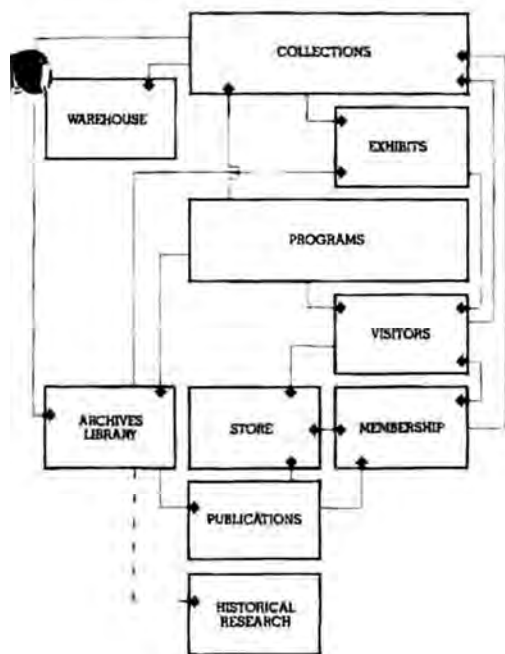 COLLECTIONS
WAREHOUSE
EXHIBITS
PROGRAMS
VISITORS
ARCHIVES
LIBRARY
STORE
MEMBERSHIP
PUBLICATIONS
HISTORICAL
RESEARCH